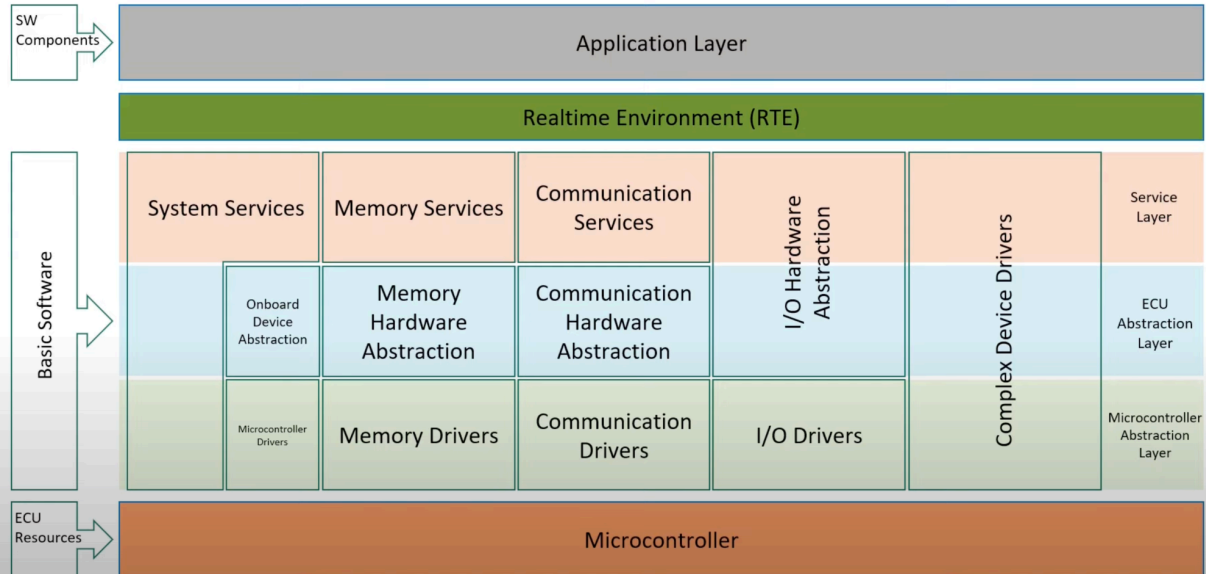 SW
Components
Application Layer
Realtime Environment (RTE)
Basic Software
System Services
Memory Services
Communication
Services
I/O Hardware
Abstraction
Complex Device Drivers
Service
Layer
Onboard
Device
Abstraction
Memory
Hardware
Abstraction
Communication
Hardware
Abstraction
ECU
Abstraction
Layer
Microcontroller
Drivers
Memory Drivers
Communication
Drivers
I/O Drivers
Microcontroller
Abstraction
Layer
ECU
Resources
Microcontroller